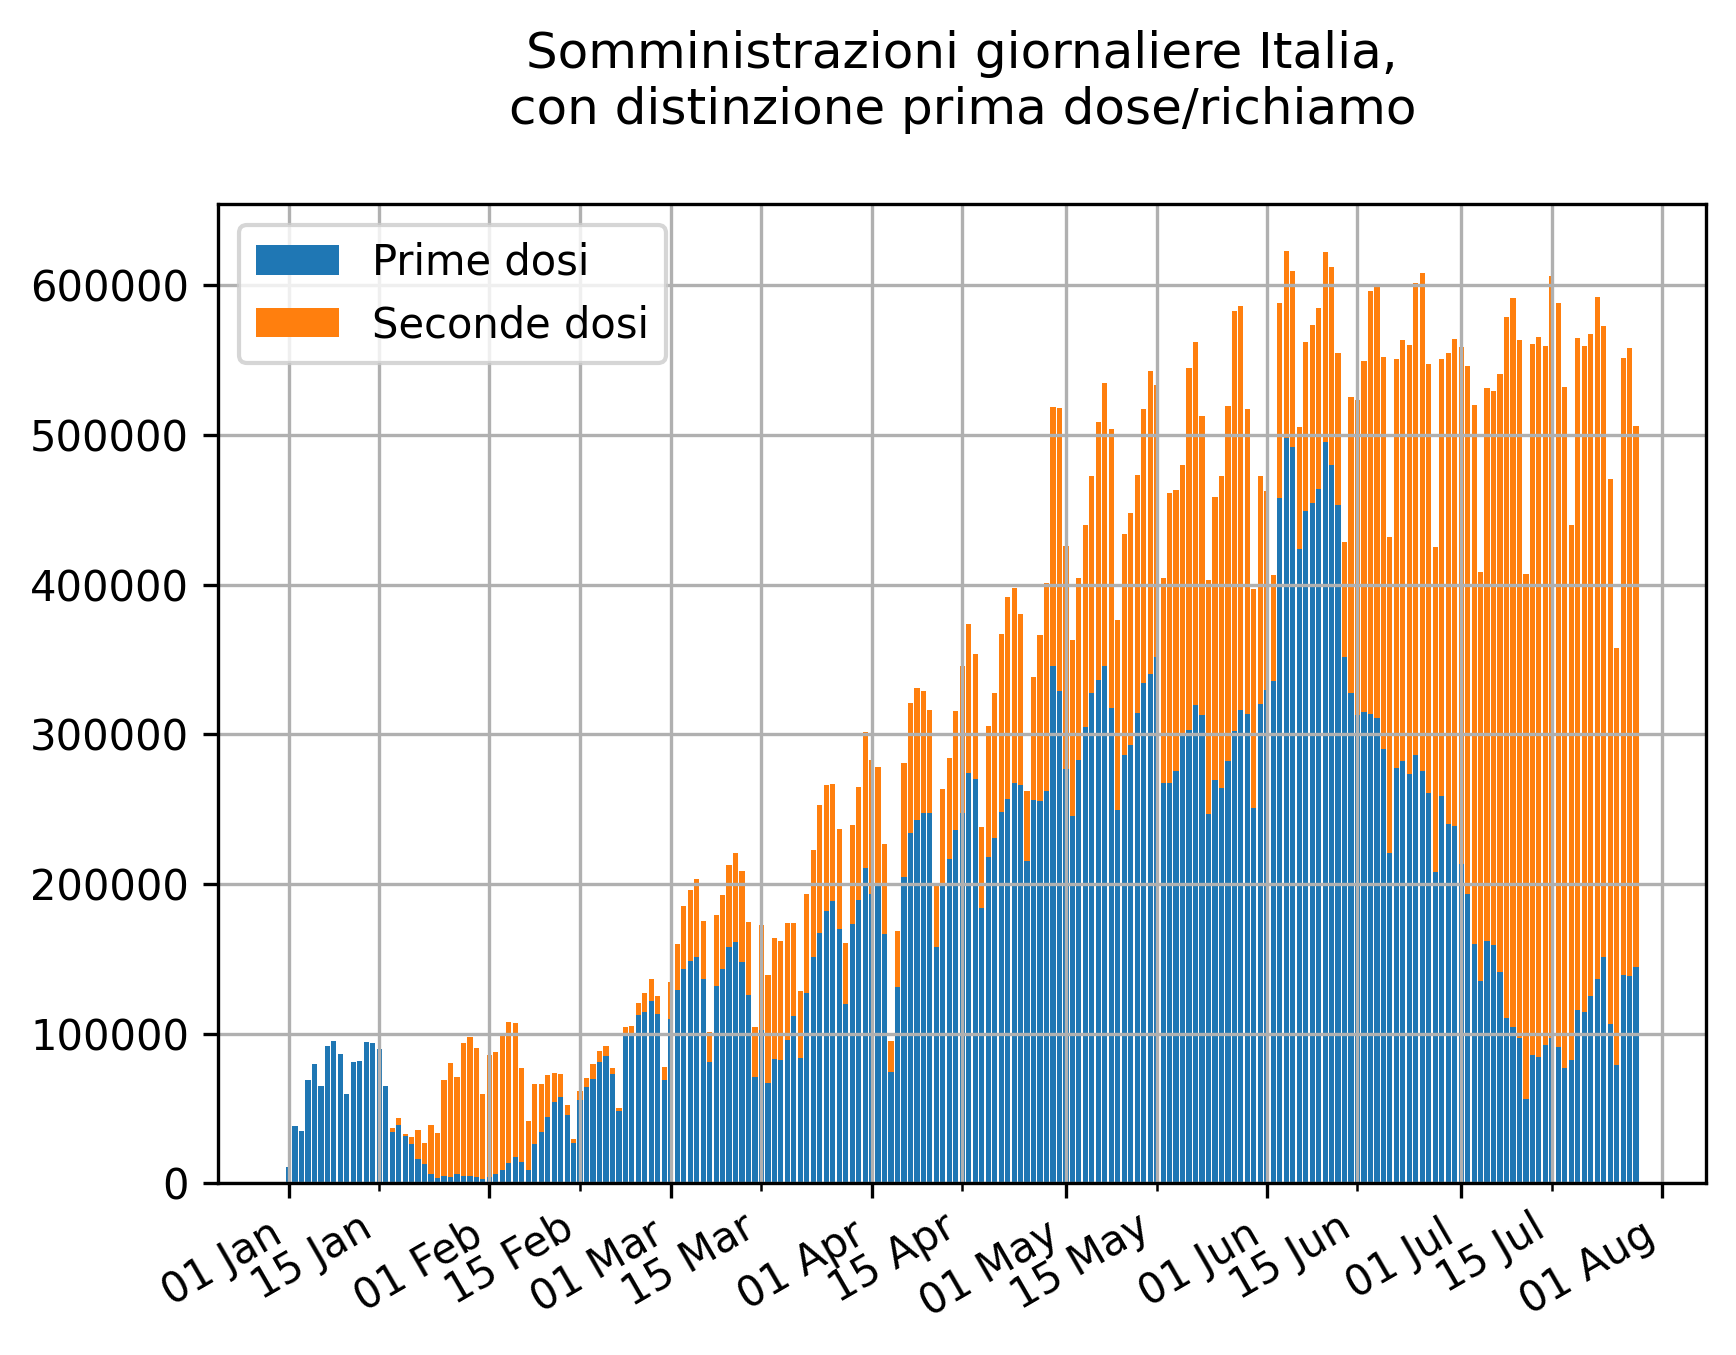 Somministrazioni giornaliere Italia,
con distinzione prima dose/richiamo
Prime dosi
Seconde dosi
600000
500000
400000
300000
200000
100000
0
01 Jan
15 Jan
01 Feb
15 Feb
01 Mar
15 Mar
01 Apr
15 Apr
01 May
15 May
01 Jun
15 Jun
01 Jul
15 Jul
01 Aug